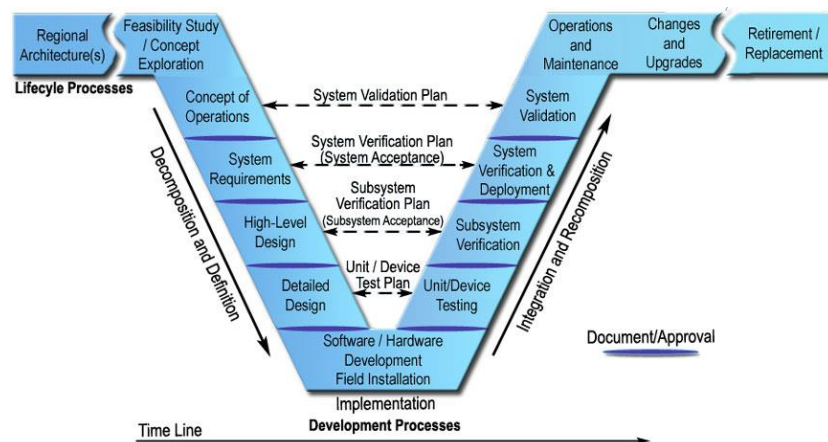 Regional
Architecture(s)
Feasibility Study
/ Concept
Exploration
Operations
and
Maintenance
Changes
and
Upgrades
Retirement /
Replacement
Lifecyle Processes
Concept of
Operations
System Validation Plan
System
Validation
System
Requirements
System Verification Plan
(System Acceptance)
System
Verification &
Deployment
High-Level
Design
Subsystem
Verification Plan
(Subsystem Acceptance)
Subsystem
Verification
Detailed
Design
Unit / Device
Test Plan
Unit/Device
Testing
Decomposition and Definition
Integration and Recomposition
Software / Hardware
Development
Field Installation
Document/Approval
Implementation
Development Processes
Time Line